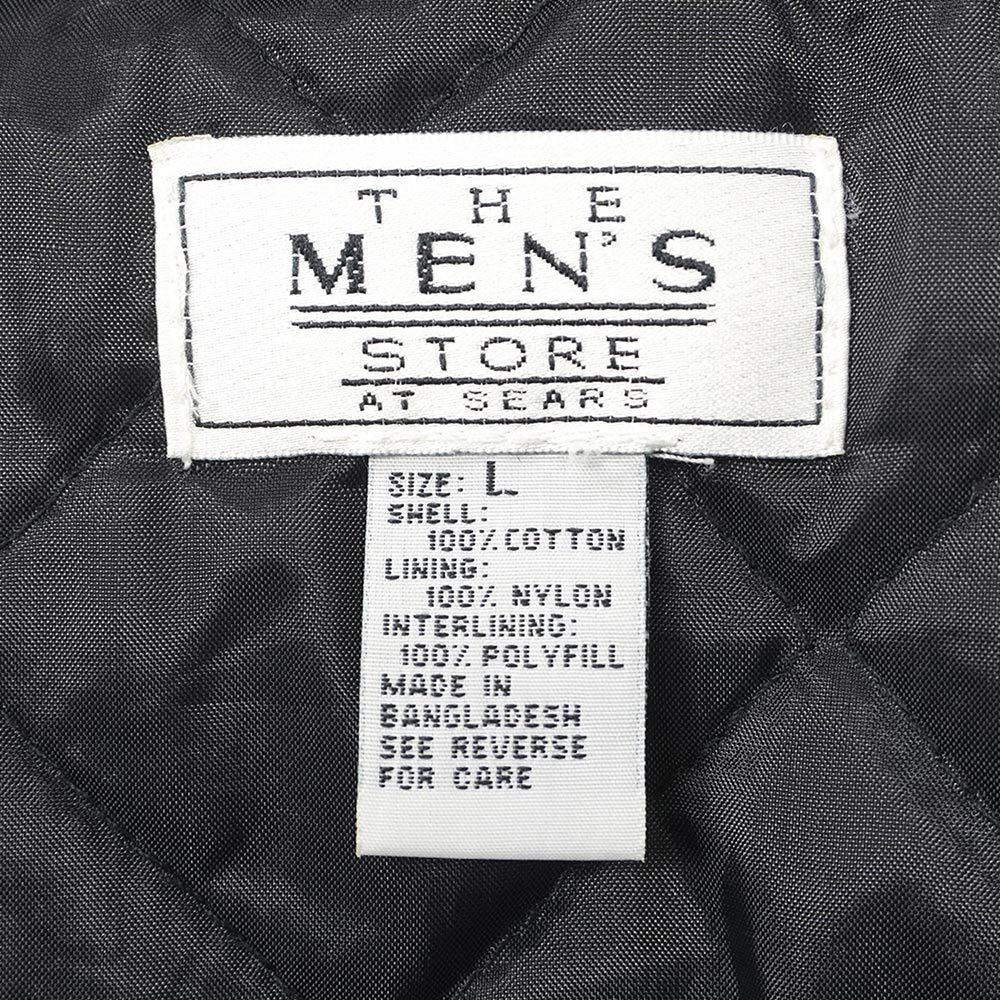 THE
MEN'S
STORE
AT SEARS
SIZE: L
SHELL:
100% COTTON
LINING:
100% NYLON
INTERLINING:
100% POLYFILL
MADE IN
BANGLADESH
SEE REVERSE
FOR CARE